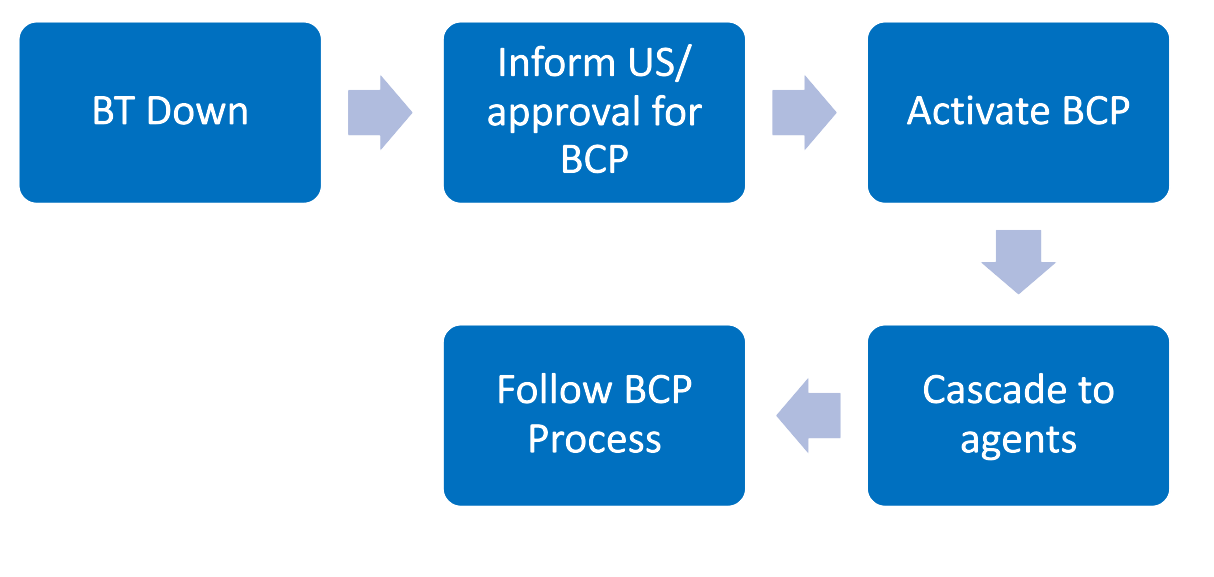 BT Down
Inform US/
approval for
BCP
Activate BCP
Cascade to
agents
Follow BCP
Process